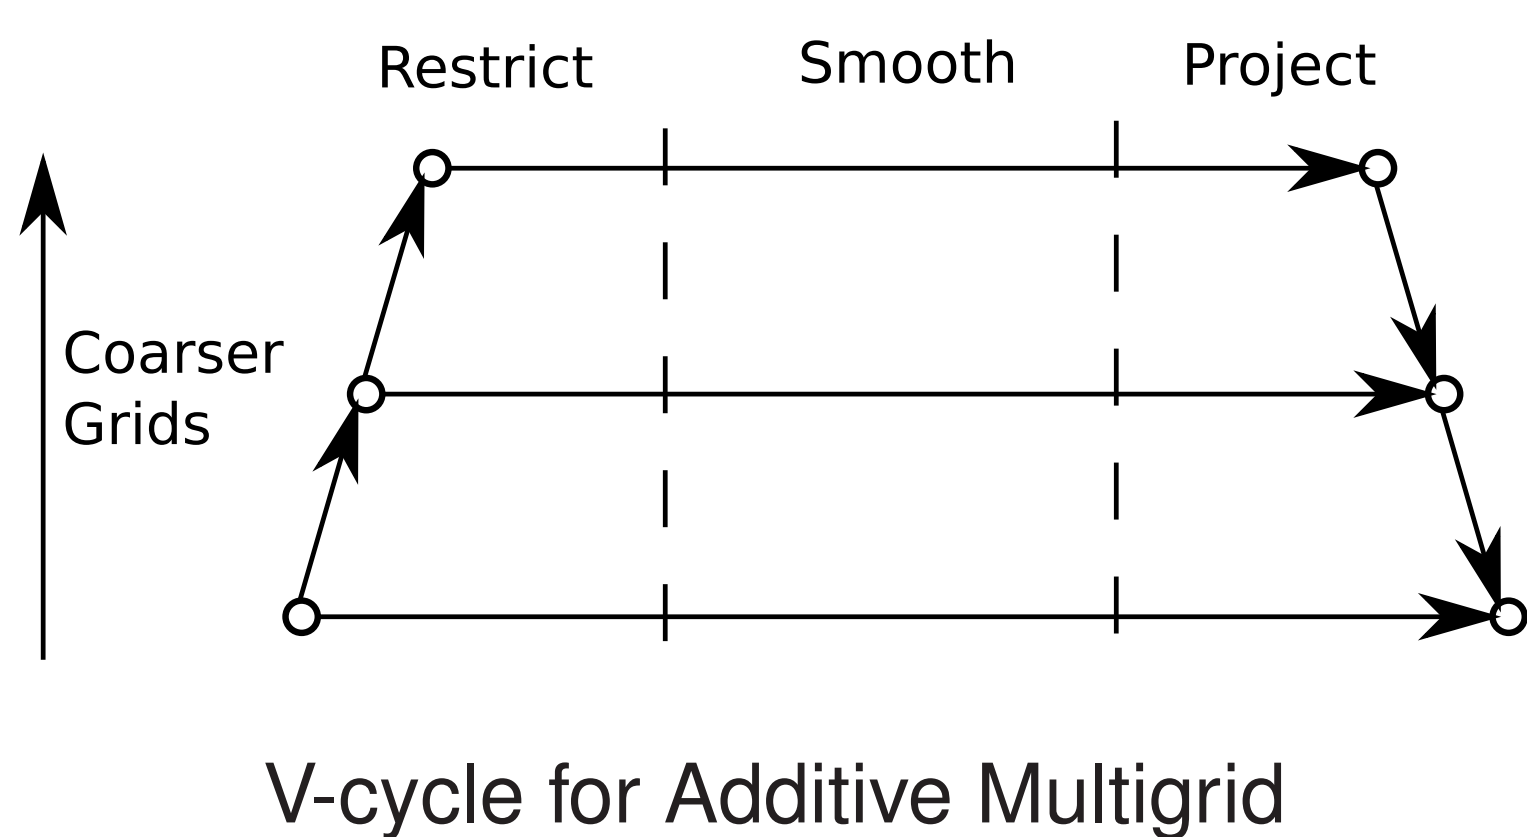 Restrict
Smooth
Project
Coarser
Grids
V-cycle for Additive Multigrid